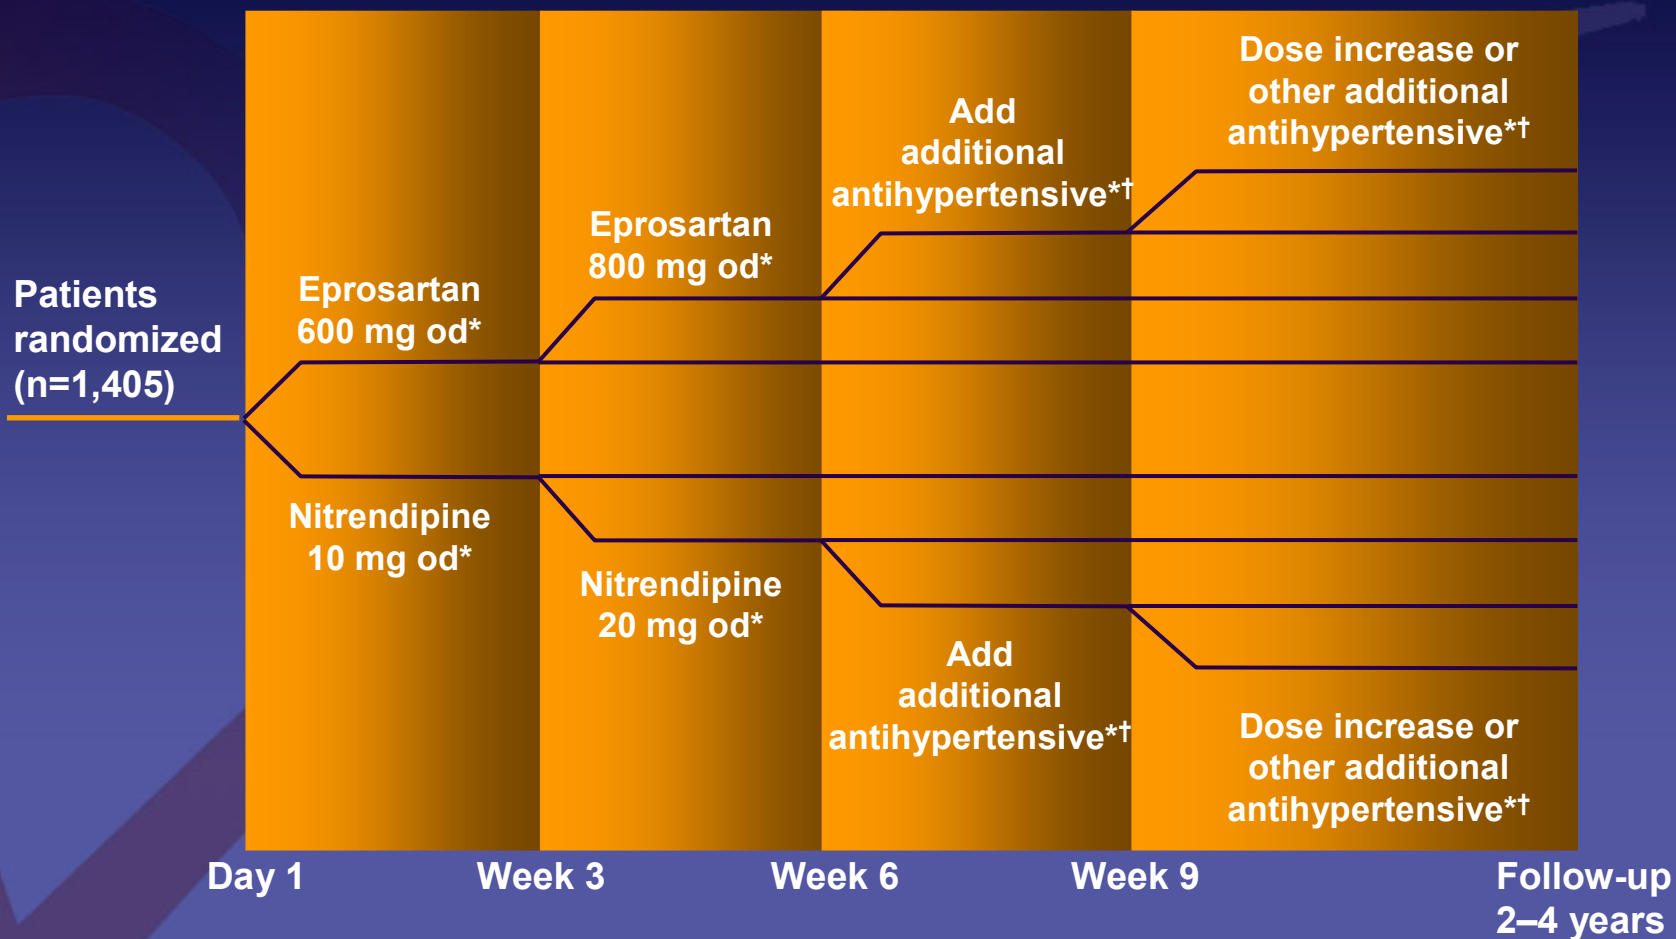 Patients
randomized
(n=1,405)
Eprosartan
600 mg od*
Eprosartan
800 mg od*
Add
additional
antihypertensive*†
Dose increase or
other additional
antihypertensive*†
Nitrendipine
10 mg od*
Nitrendipine
20 mg od*
Add
additional
antihypertensive*†
Dose increase or
other additional
antihypertensive*†
Day 1
Week 3
Week 6
Week 9
Follow-up
2–4 years